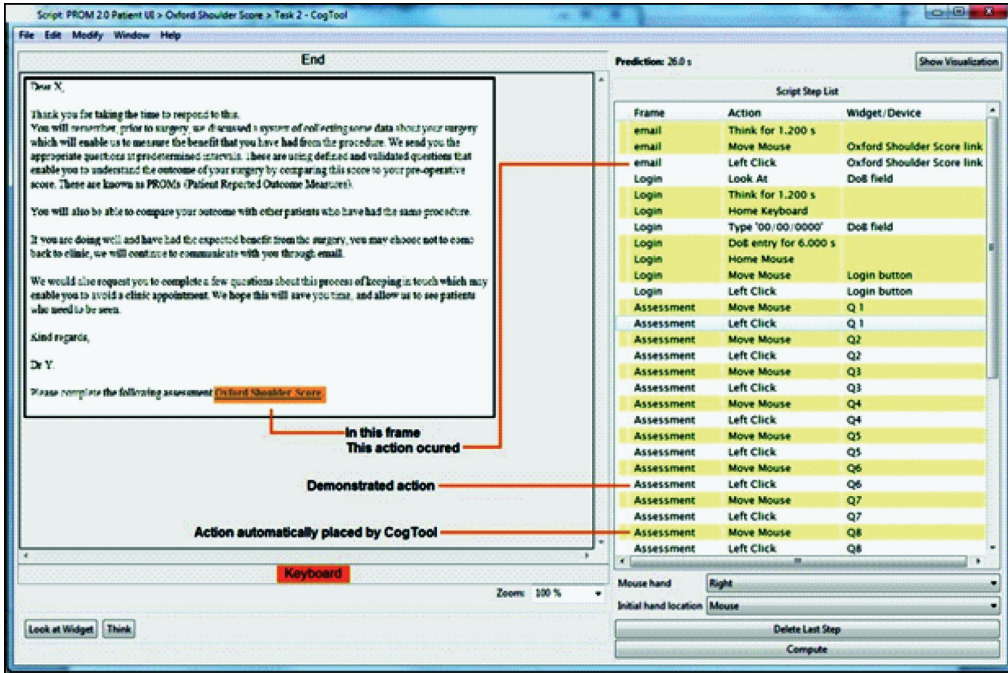 Script: PROM 2.0 Patient UI > Oxford Shoulder Score > Task 2 - CogTool
File Edit Modify Window Help
End
Dear X,
Thank you for taking the time to respond to this.
You will remember, prior to surgery, we discussed a system of collecting some data about your surgery
which will enable us to measure the benefit that you have had from the procedure. We send you the
appropriate questions at predetermined intervals. These are using defined and validated questions that
enable you to understand the outcome of your surgery by comparing this score to your pre-operative
score. These are known as PROMs (Patient Reported Outcome Measures).
You will also be able to compare your outcome with other patients who have had the same procedure.
If you are doing well and have had the expected benefit from the surgery, you may choose not to come
back to clinic, we will continue to communicate with you through email.
We would also request you to complete a few questions about this process of keeping in touch which may
enable you to avoid a clinic appointment. We hope this will save you time, and allow us to see patients
who need to be seen.
Kind regards,
Dr Y.
Please complete the following assessment Oxford Shoulder Score
In this frame
This action ocured
Demonstrated action
Action automatically placed by CogTool
Keyboard
Zoom: 100 %
Look at Widget Think
Prediction: 26.0 s Show Visualization
Script Step List
Frame Action Widget/Device
email Think for 1.200 s
email Move Mouse Oxford Shoulder Score link
email Left Click Oxford Shoulder Score link
Login Look At DoB field
Login Think for 1.200 s
Login Home Keyboard
Login Type '00/00/0000' DoB field
Login DoB entry for 6.000 s
Login Home Mouse
Login Move Mouse Login button
Login Left Click Login button
Assessment Move Mouse Q 1
Assessment Left Click Q 1
Assessment Move Mouse Q2
Assessment Left Click Q2
Assessment Move Mouse Q3
Assessment Left Click Q3
Assessment Move Mouse Q4
Assessment Left Click Q4
Assessment Move Mouse Q5
Assessment Left Click Q5
Assessment Move Mouse Q6
Assessment Left Click Q6
Assessment Move Mouse Q7
Assessment Left Click Q7
Assessment Move Mouse Q8
Assessment Left Click Q8
Mouse hand Right
Initial hand location Mouse
Delete Last Step
Compute